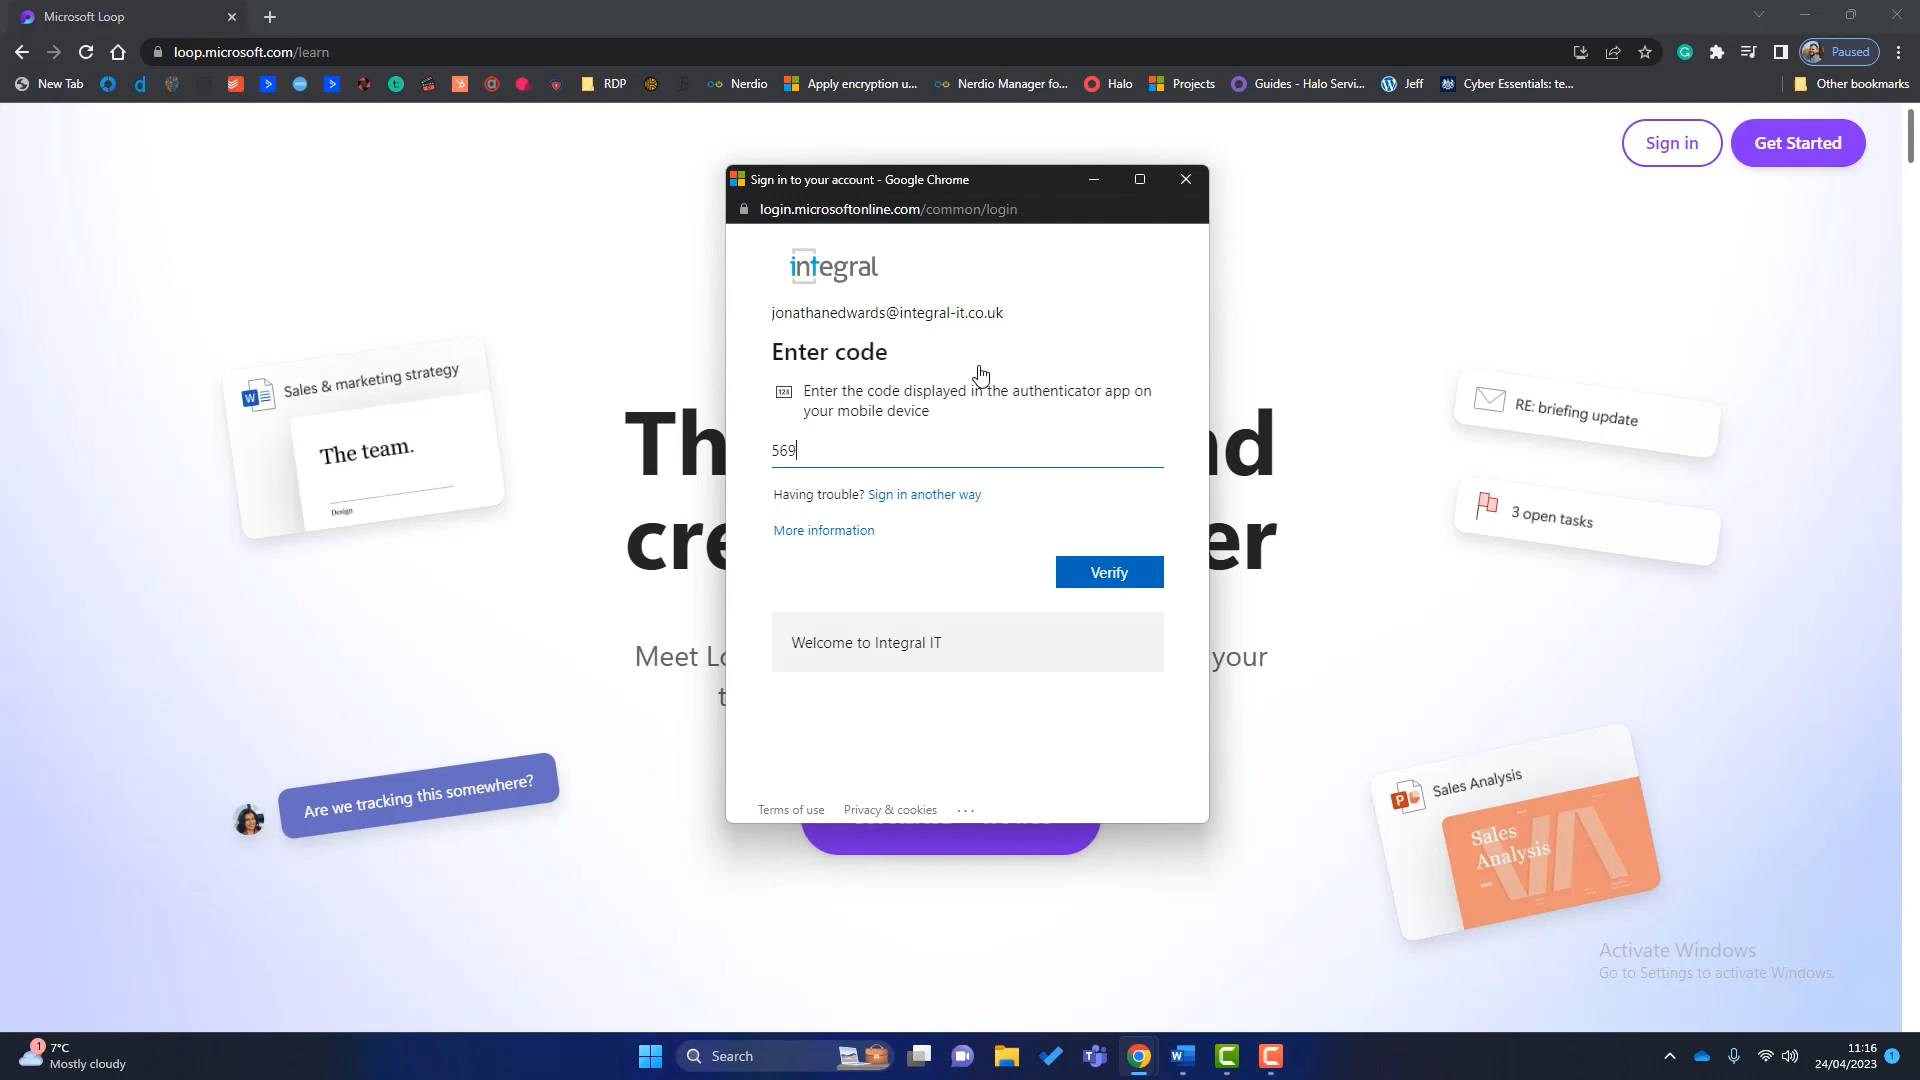 Microsoft Loop
loop.microsoft.com/learn
Paused
New Tab
RDP
Nerdio
Apply encryption u...
Nerdio Manager fo...
Halo
Projects
Guides - Halo Servi...
Jeff
Cyber Essentials: te...
Other bookmarks
Sign in
Get Started
Sign in to your account - Google Chrome
login.microsoftonline.com/common/login
integral
jonathanedwards@integral-it.co.uk
Enter code
123
Enter the code displayed in the authenticator app on
your mobile device
569
Having trouble? Sign in another way
More information
Verify
Welcome to Integral IT
Terms of use
Privacy & cookies
...
Sales & marketing strategy
The team.
Design
RE: briefing update
3 open tasks
Meet
your
Are we tracking this somewhere?
Sales Analysis
Sales
Analysis
Activate Windows
Go to Settings to activate Windows.
1
7°C
Mostly cloudy
Search
11:16
24/04/2023
1